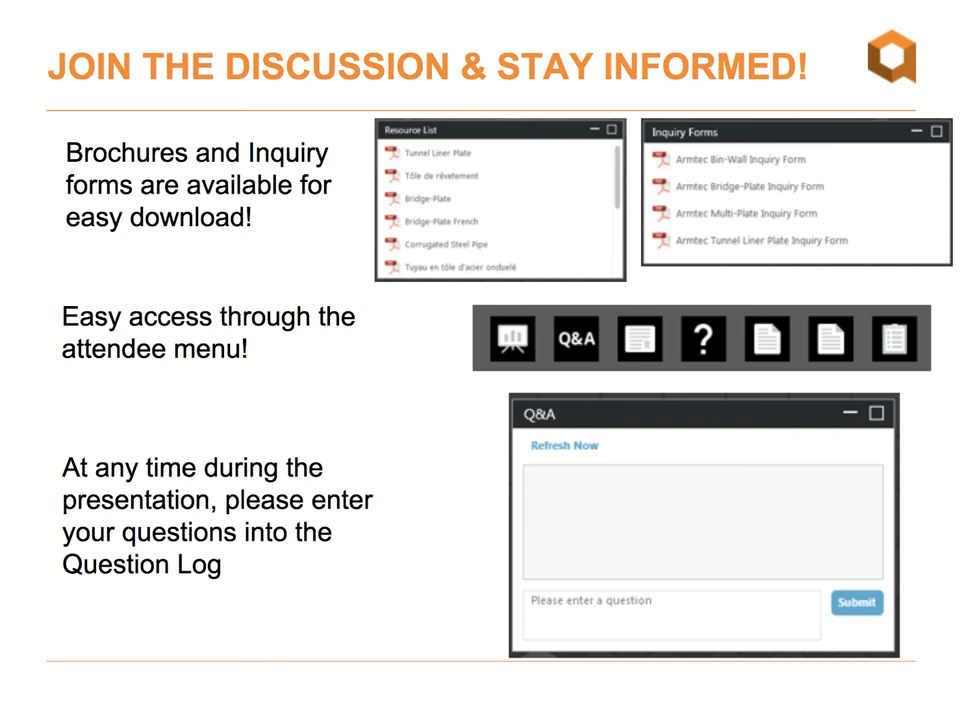 JOIN THE DISCUSSION & STAY INFORMED!
Brochures and Inquiry
forms are available for
easy download!
Resource List
Tunnel Liner Plate
Tôle de rêvetement
Bridge-Plate
Bridge-Plate French
Corrugated Steel Pipe
Tuyau en tôle d'acier onduelé
Inquiry Forms
Armtec Bin-Wall Inquiry Form
Armtec Bridge-Plate Inquiry Form
Armtec Multi-Plate Inquiry Form
Armtec Tunnel Liner Plate Inquiry Form
Easy access through the
attendee menu!
Q&A
?
At any time during the
presentation, please enter
your questions into the
Question Log
Q&A
Refresh Now
Please enter a question
Submit